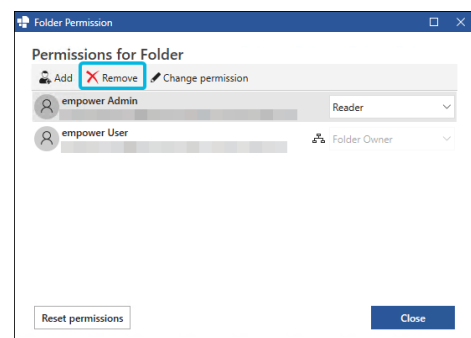 Folder Permission
Permissions for Folder
Add Remove Change permission
empower Admin
Reader
empower User
Folder Owner
Reset permissions Close